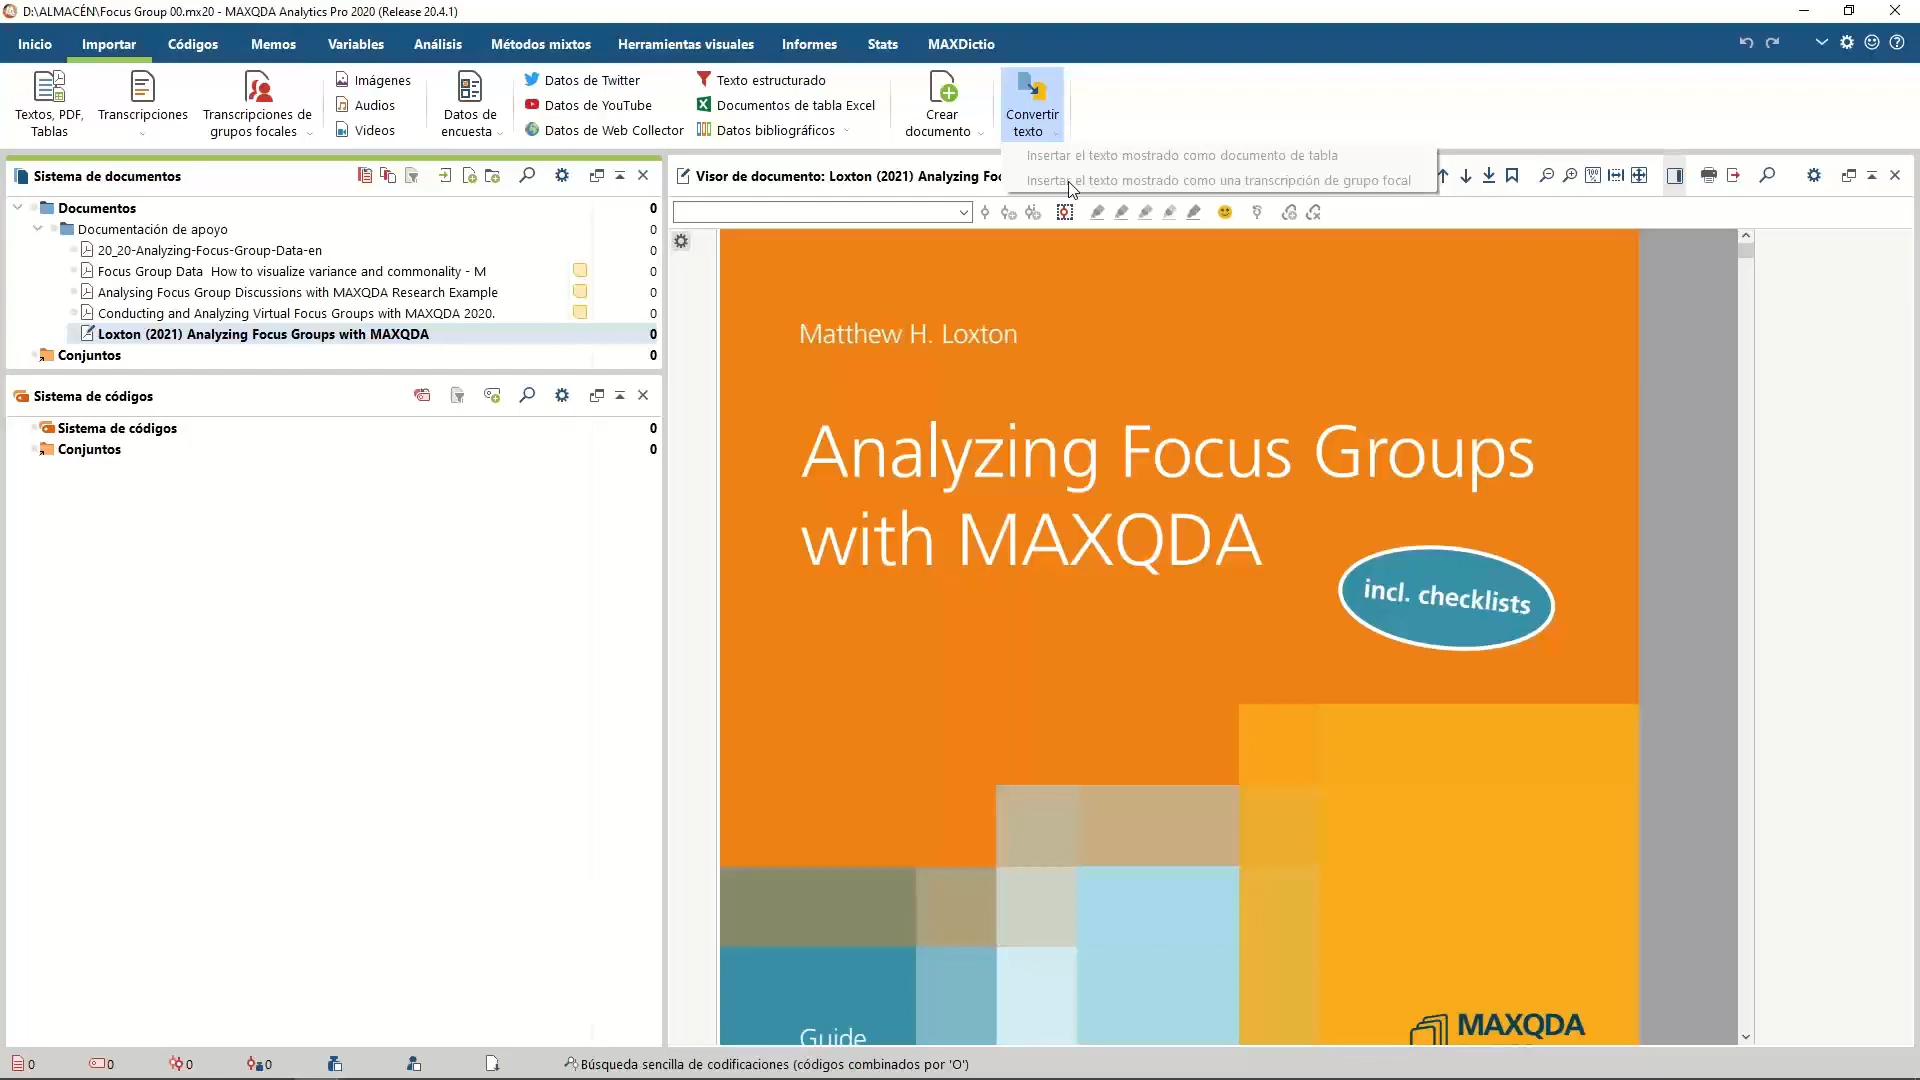 D:\ALMACÉN\Focus Group 00.mx20 - MAXQDA Analytics Pro 2020 (Release 20.4.1)
Inicio Importar Códigos Memos Variables Análisis Métodos mixtos Herramientas visuales Informes Stats MAXDictio
Textos, PDF, Tablas
Transcripciones
Transcripciones de grupos focales
Imágenes
Audios
Videos
Datos de encuesta
Datos de Twitter
Datos de YouTube
Datos de Web Collector
Texto estructurado
Documentos de tabla Excel
Datos bibliográficos
Crear documento
Convertir texto
Insertar el texto mostrado como documento de tabla
Insertar el texto mostrado como una transcripción de grupo focal
Sistema de documentos
Documentos 0
Documentación de apoyo 0
20_20-Analyzing-Focus-Group-Data-en 0
Focus Group Data How to visualize variance and commonality - M 0
Analysing Focus Group Discussions with MAXQDA Research Example 0
Conducting and Analyzing Virtual Focus Groups with MAXQDA 2020. 0
Loxton (2021) Analyzing Focus Groups with MAXQDA 0
Conjuntos 0
Sistema de códigos
Sistema de códigos 0
Conjuntos 0
Visor de documento: Loxton (2021) Analyzing Foc
Matthew H. Loxton
Analyzing Focus Groups
with MAXQDA
incl. checklists
Guide
MAXQDA
0 0 0 0 Búsqueda sencilla de codificaciones (códigos combinados por 'O')